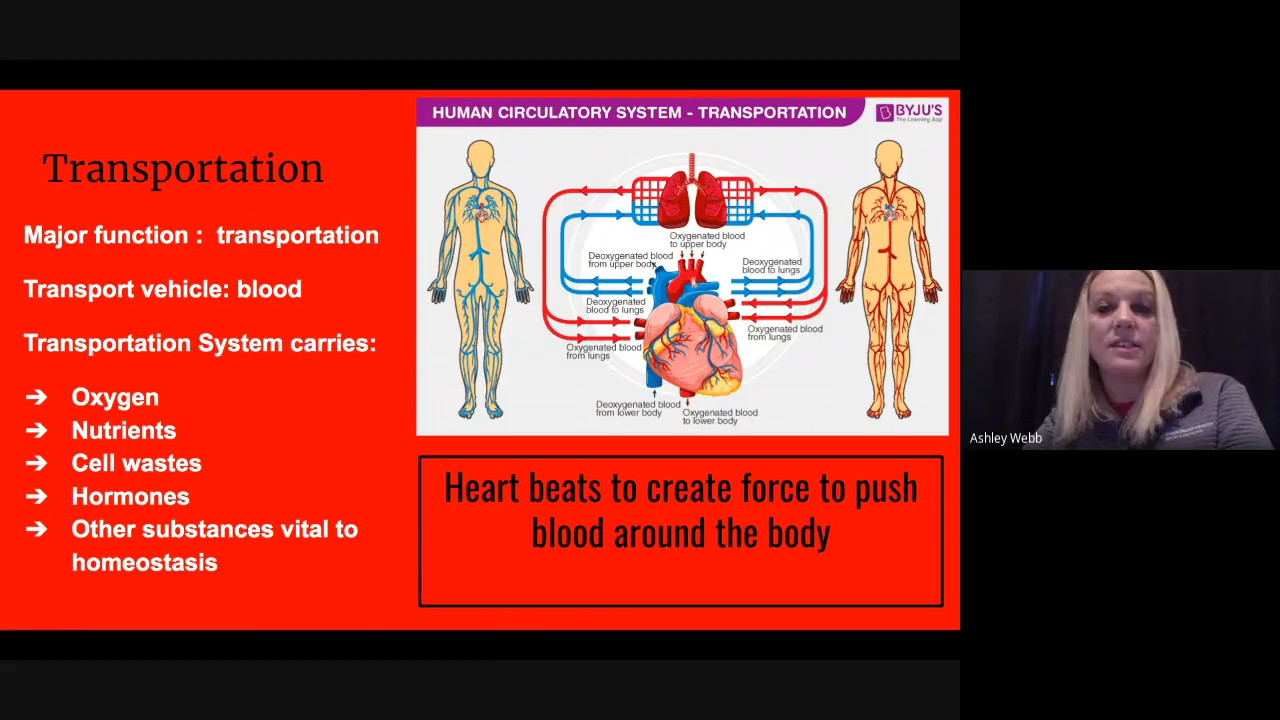 Transportation
Major function : transportation
Transport vehicle: blood
Transportation System carries:
➔ Oxygen
➔ Nutrients
➔ Cell wastes
➔ Hormones
➔ Other substances vital to
homeostasis
HUMAN CIRCULATORY SYSTEM - TRANSPORTATION
BYJU'S
The Learning App
Oxygenated blood
to upper body
Deoxygenated blood
from upper body
Deoxygenated
blood to lungs
Deoxygenated
blood to lungs
Oxygenated blood
from lungs
Oxygenated blood
from lungs
Deoxygenated blood
from lower body
Oxygenated blood
to lower body
Heart beats to create force to push
blood around the body
Ashley Webb